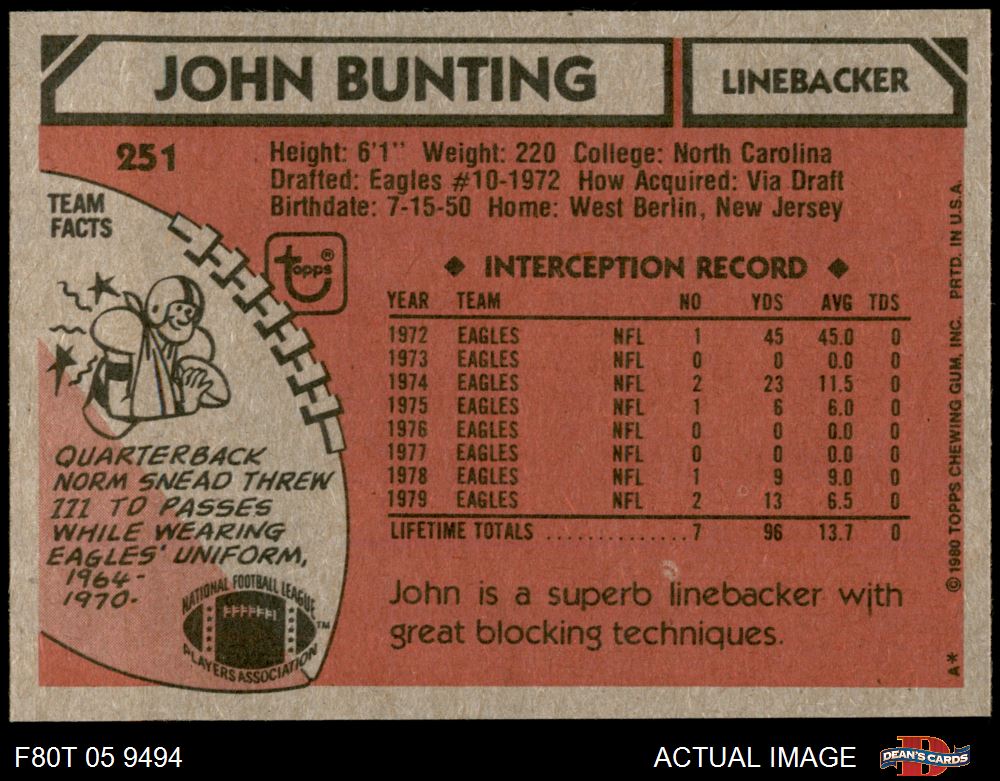 JOHN BUNTING
LINEBACKER
251
Height: 6'1" Weight: 220 College: North Carolina
Drafted: Eagles #10-1972 How Acquired: Via Draft
Birthdate: 7-15-50 Home: West Berlin, New Jersey
TEAM
FACTS
topps®
◆ INTERCEPTION RECORD ◆
YEAR TEAM NO YDS AVG TDS
1972 EAGLES NFL 1 45 45.0 0
1973 EAGLES NFL 0 0 0.0 0
1974 EAGLES NFL 2 23 11.5 0
1975 EAGLES NFL 1 6 6.0 0
1976 EAGLES NFL 0 0 0.0 0
1977 EAGLES NFL 0 0 0.0 0
1978 EAGLES NFL 1 9 9.0 0
1979 EAGLES NFL 2 13 6.5 0
LIFETIME TOTALS ............... 7 96 13.7 0
QUARTERBACK
NORM SNEAD THREW
111 TD PASSES
WHILE WEARING
EAGLES' UNIFORM,
1964-
1970.
NATIONAL FOOTBALL LEAGUE
PLAYERS ASSOCIATION
TM
John is a superb linebacker with
great blocking techniques.
© 1980 TOPPS CHEWING GUM, INC. PRTD. IN U.S.A.
A*
F80T 05 9494
ACTUAL IMAGE
DEAN'S CARDS